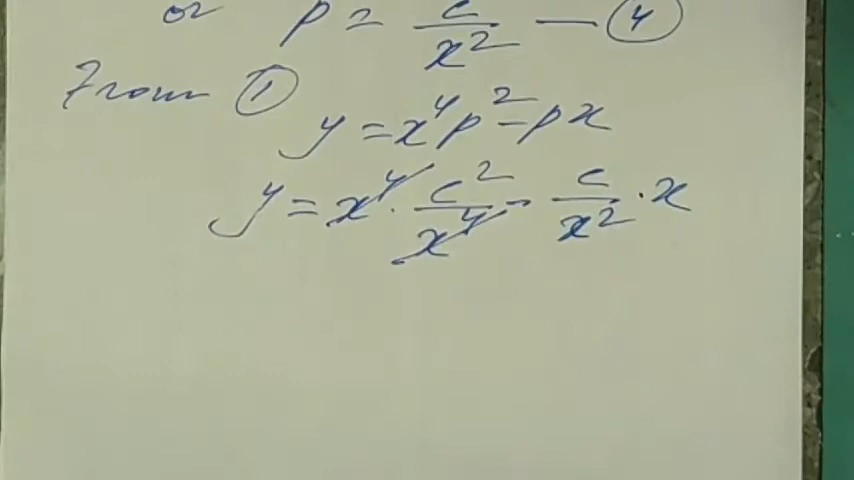 or p = c/x² — ④
From ①
y = x⁴p² - px
y = x⁴ · c²/x⁴ - c/x² · x